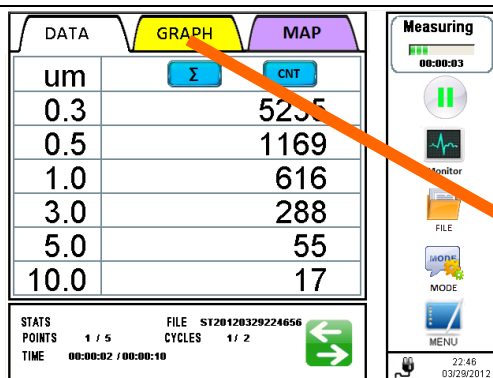 DATA GRAPH MAP
um Σ CNT
0.3 5255
0.5 1169
1.0 616
3.0 288
5.0 55
10.0 17
STATS FILE ST20120329224656
POINTS 1 / 5 CYCLES 1/ 2
TIME 00:00:02 / 00:00:10
Measuring
00:00:03
Monitor
FILE
MODE
MODE
MENU
22:46
03/29/2012